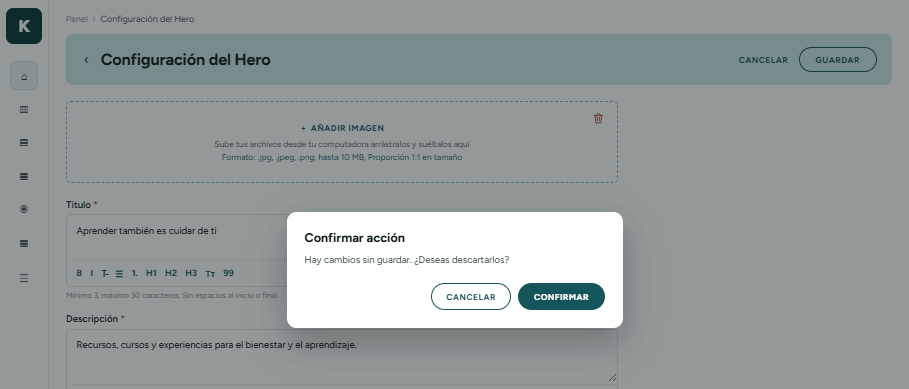 K
Panel > Configuración del Hero
‹ Configuración del Hero
CANCELAR GUARDAR
+ AÑADIR IMAGEN
Sube tus archivos desde tu computadora arrástralos y suéltalos aquí
Formato: .jpg, .jpeg, .png, hasta 10 MB, Proporción 1:1 en tamaño
Título *
Aprender también es cuidar de ti
B I T 1. H1 H2 H3 Tт 99
Mínimo 3, máximo 30 caracteres. Sin espacios al inicio o final.
Descripción *
Recursos, cursos y experiencias para el bienestar y el aprendizaje.
Confirmar acción
Hay cambios sin guardar. ¿Deseas descartarlos?
CANCELAR CONFIRMAR